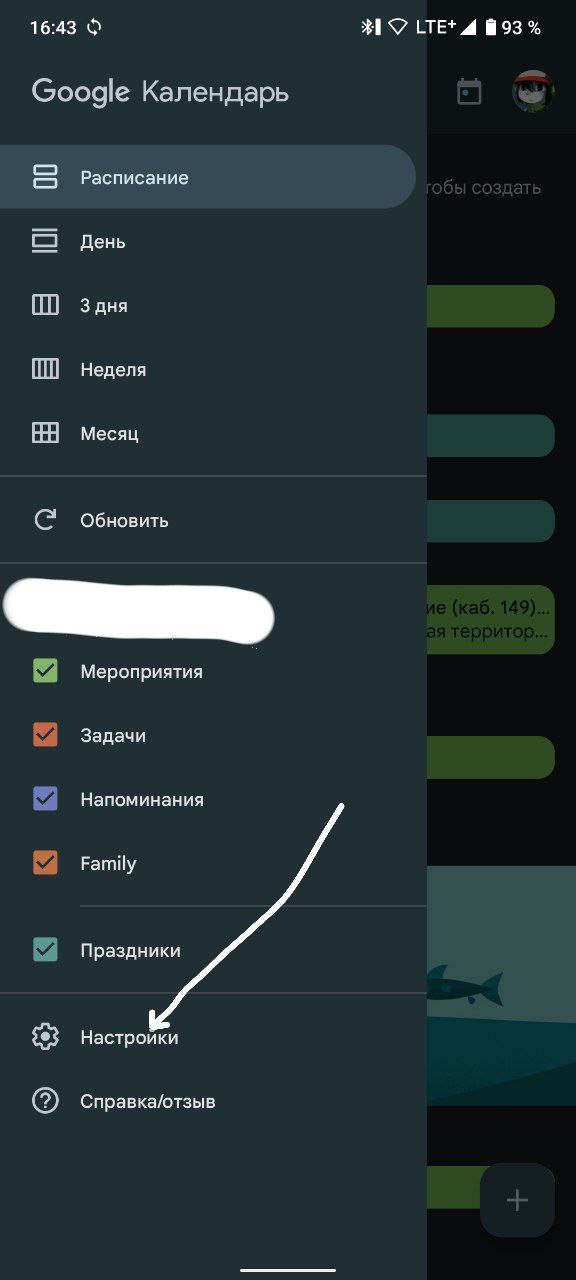 16:43 LTE+ 93 %
Google Календарь
Расписание
тобы создать
День
3 дня
Неделя
Месяц
Обновить
ие (каб. 149)...
ая территор...
Мероприятия
Задачи
Напоминания
Family
Праздники
Настройки
Справка/отзыв